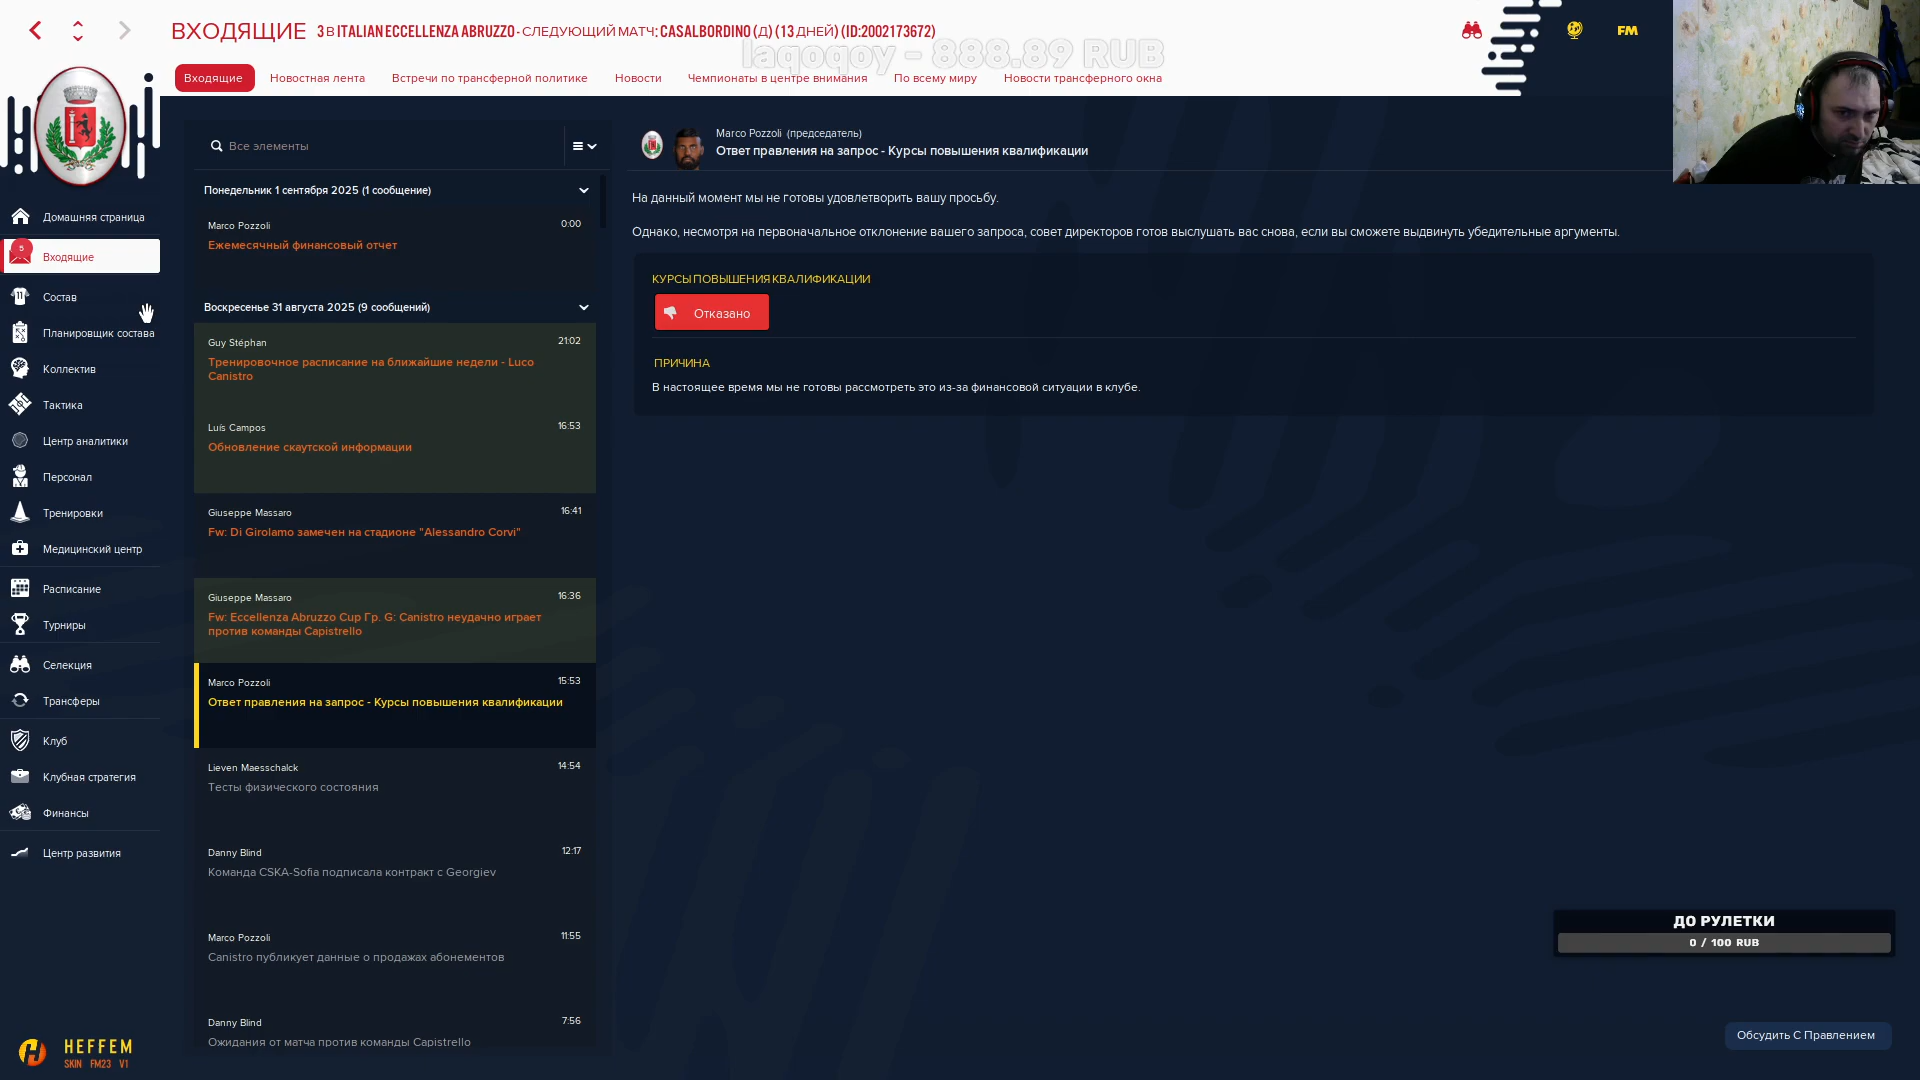 ВХОДЯЩИЕ
3 В ITALIAN ECCELLENZA ABRUZZO - СЛЕДУЮЩИЙ МАТЧ: CASALBORDINO (Д) (13 ДНЕЙ) (ID:2002173672)
laqoqoy - 888.89 RUB
FM
Входящие
Новостная лента
Встречи по трансферной политике
Новости
Чемпионаты в центре внимания
По всему миру
Новости трансферного окна
Домашняя страница
5
Входящие
11
Состав
Планировщик состава
Коллектив
Тактика
Центр аналитики
Персонал
Тренировки
Медицинский центр
Расписание
Турниры
Селекция
Трансферы
Клуб
Клубная стратегия
Финансы
Центр развития
HEFFEM
SKIN FM23 V1
Все элементы
Понедельник 1 сентября 2025 (1 сообщение)
Marco Pozzoli 0:00
Ежемесячный финансовый отчет
Воскресенье 31 августа 2025 (9 сообщений)
Guy Stéphan 21:02
Тренировочное расписание на ближайшие недели - Luco
Canistro
Luís Campos 16:53
Обновление скаутской информации
Giuseppe Massaro 16:41
Fw: Di Girolamo замечен на стадионе "Alessandro Corvi"
Giuseppe Massaro 16:36
Fw: Eccellenza Abruzzo Cup Гр. G: Canistro неудачно играет
против команды Capistrello
Marco Pozzoli 15:53
Ответ правления на запрос - Курсы повышения квалификации
Lieven Maesschalck 14:54
Тесты физического состояния
Danny Blind 12:17
Команда CSKA-Sofia подписала контракт с Georgiev
Marco Pozzoli 11:55
Canistro публикует данные о продажах абонементов
Danny Blind 7:56
Ожидания от матча против команды Capistrello
Marco Pozzoli (председатель)
Ответ правления на запрос - Курсы повышения квалификации
На данный момент мы не готовы удовлетворить вашу просьбу.
Однако, несмотря на первоначальное отклонение вашего запроса, совет директоров готов выслушать вас снова, если вы сможете выдвинуть убедительные аргументы.
КУРСЫ ПОВЫШЕНИЯ КВАЛИФИКАЦИИ
Отказано
ПРИЧИНА
В настоящее время мы не готовы рассмотреть это из-за финансовой ситуации в клубе.
ДО РУЛЕТКИ
0 / 100 RUB
Обсудить С Правлением